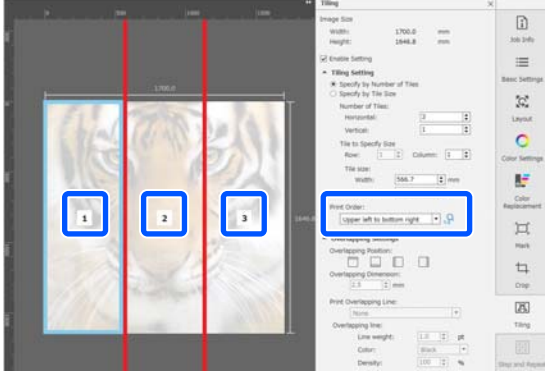 Tiling
Image Size
Width: 1700.0 mm
Height: 1646.8 mm
Enable Setting
Tiling Setting
Specify by Number of Tiles
Specify by Tile Size
Number of Tiles:
Horizontal: 2
Vertical: 1
Tile to Specify Size
Row: 1 Column: 1
Tile size:
Width: 566.7 mm
Print Order:
Upper left to bottom right
Overlapping Settings
Overlapping Position:
Overlapping Dimension:
2.5 mm
Print Overlapping Line:
None
Overlapping line:
Line weight: 1.0 pt
Color: Black
Density: 100 %
Job Info
Basic Settings
Layout
Color Settings
Color
Replacement
Mark
Crop
Tiling
Step and Repeat
1700.0
1 2 3